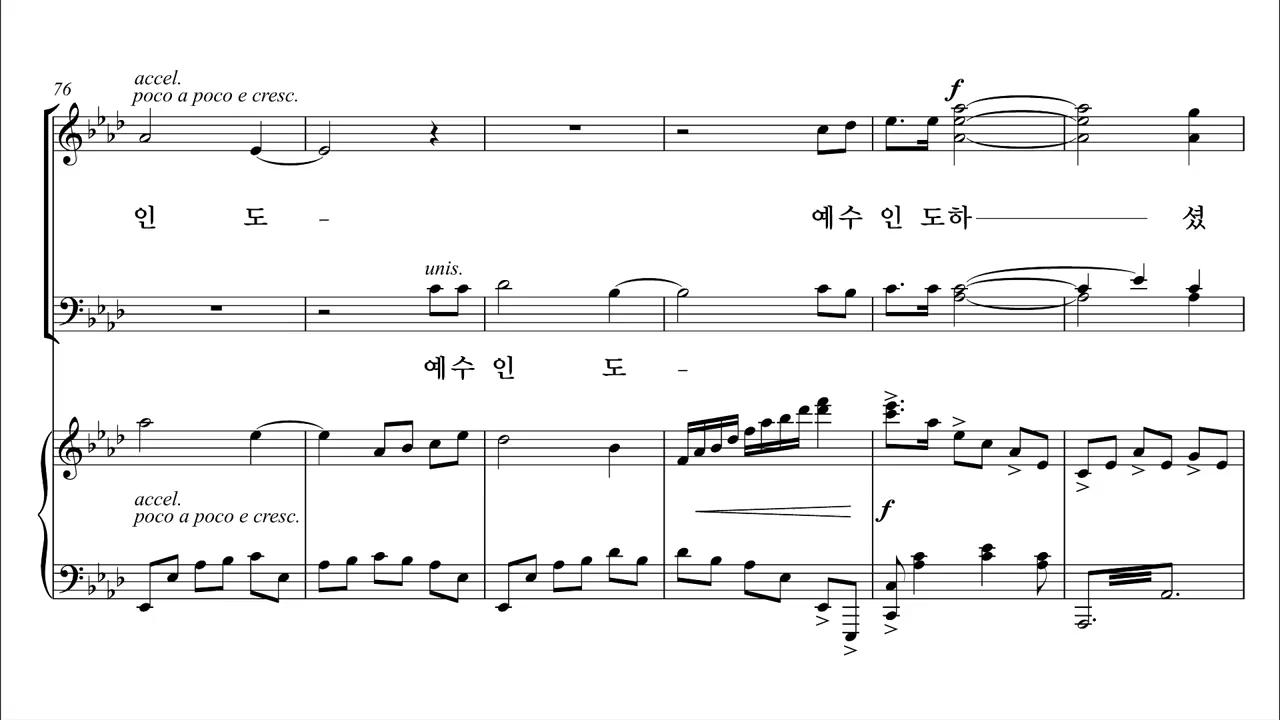 76
accel.
poco a poco e cresc.
f
인 도 - 예수 인 도하 셨
unis.
예수 인 도 -
accel.
poco a poco e cresc.
f